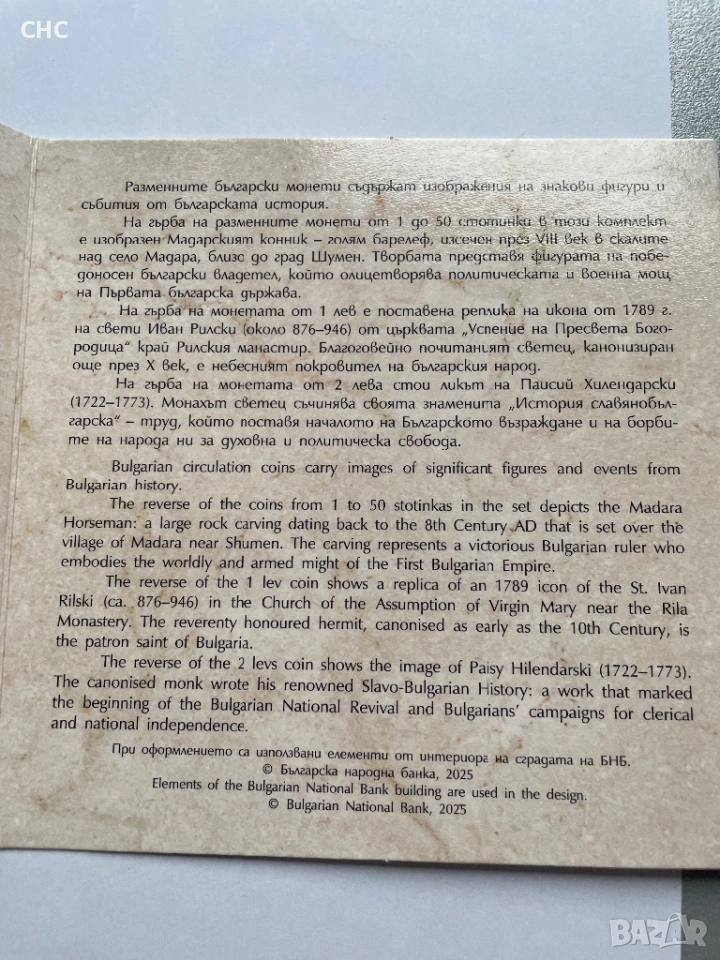 CHC
Разменните български монети съдържат изображения на знакови фигури и
събития от българската история.
На гърба на разменните монети от 1 до 50 стотинки в този комплект
е изобразен Мадарският конник – голям барелеф, изсечен през VIII век в скалите
над село Мадара, близо до град Шумен. Творбата представя фигурата на побе-
доносен български владетел, който олицетворява политическата и военна мощ
на Първата българска държава.
На гърба на монетата от 1 лев е поставена реплика на икона от 1789 г.
на свети Иван Рилски (около 876–946) от църквата „Успение на Пресвета Бого-
родица“ край Рилския манастир. Благоговейно почитаният светец, канонизиран
още през X век, е небесният покровител на българския народ.
На гърба на монетата от 2 лева стои ликът на Паисий Хилендарски
(1722–1773). Монахът светец съчинява своята знаменита „История славянобъл-
гарска“ – труд, който поставя началото на Българското възраждане и на борби-
те на народа ни за духовна и политическа свобода.
Bulgarian circulation coins carry images of significant figures and events from
Bulgarian history.
The reverse of the coins from 1 to 50 stotinkas in the set depicts the Madara
Horseman: a large rock carving dating back to the 8th Century AD that is set over the
village of Madara near Shumen. The carving represents a victorious Bulgarian ruler who
embodies the worldly and armed might of the First Bulgarian Empire.
The reverse of the 1 lev coin shows a replica of an 1789 icon of the St. Ivan
Rilski (ca. 876–946) in the Church of the Assumption of Virgin Mary near the Rila
Monastery. The reverenty honoured hermit, canonised as early as the 10th Century, is
the patron saint of Bulgaria.
The reverse of the 2 levs coin shows the image of Paisy Hilendarski (1722–1773).
The canonised monk wrote his renowned Slavo-Bulgarian History: a work that marked
the beginning of the Bulgarian National Revival and Bulgarians’ campaigns for clerical
and national independence.
При оформлението са използвани елементи от интериора на сградата на БНБ.
© Българска народна банка, 2025
Elements of the Bulgarian National Bank building are used in the design.
© Bulgarian National Bank, 2025
BAZAR